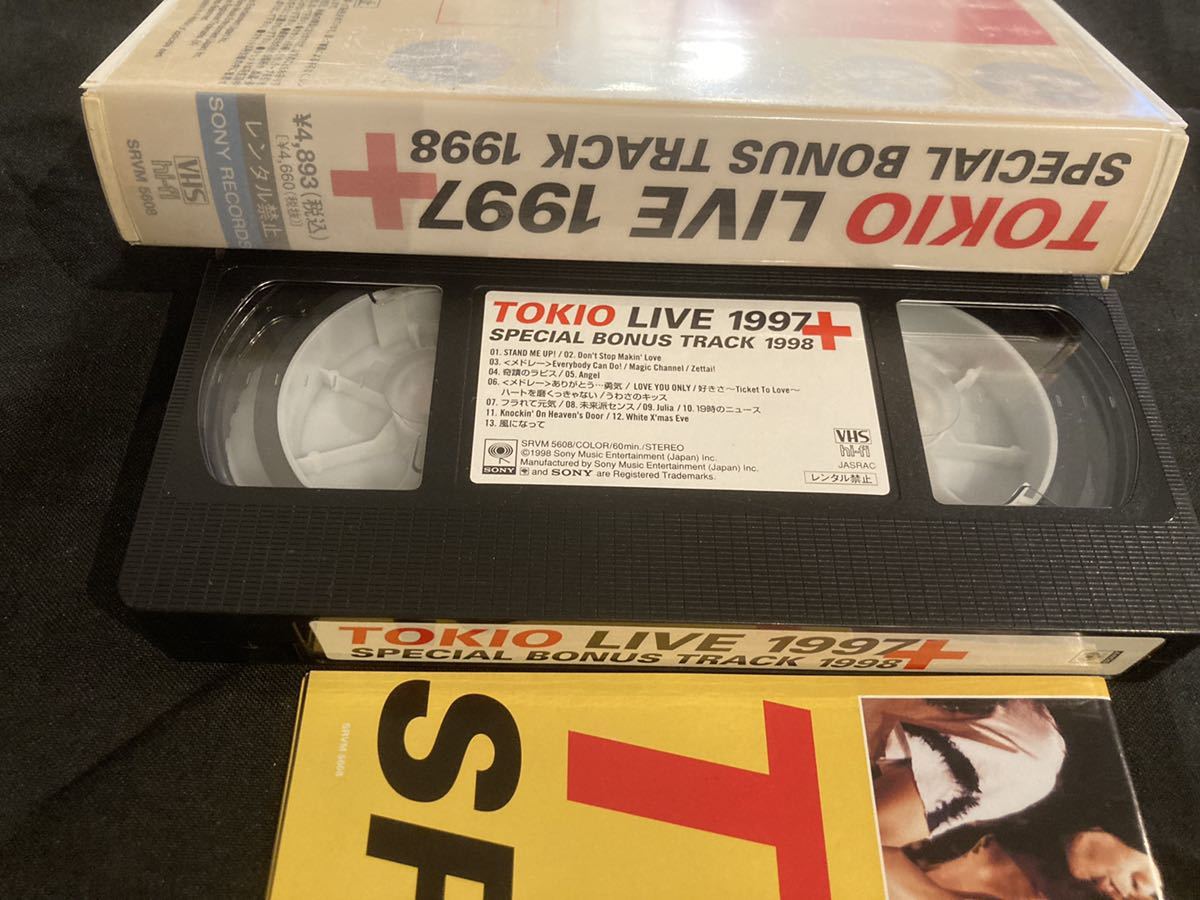 TOKIO LIVE 1997+
SPECIAL BONUS TRACK 1998
¥4,893(税込)
[¥4,660(税抜)]
レンタル禁止
SONY RECORDS
VHS
hi-fi
SRVM 5608
TOKIO LIVE 1997+
SPECIAL BONUS TRACK 1998
01. STAND ME UP! / 02. Don't Stop Makin' Love
03. <メドレー>Everybody Can Do! / Magic Channel / Zettai!
04. 奇蹟のラビス / 05. Angel
06. <メドレー>ありがとう…勇気 / LOVE YOU ONLY / 好きさ〜Ticket To Love〜
ハートを磨くっきゃない / うわさのキッス
07. フラれて元気 / 08. 未来派センス / 09. Julia / 10. 19時のニュース
11. Knockin' On Heaven's Door / 12. White X'mas Eve
13. 風になって
SONY
SRVM 5608/COLOR/60min./STEREO
©1998 Sony Music Entertainment (Japan) Inc.
Manufactured by Sony Music Entertainment (Japan) Inc.
and SONY are Registered Trademarks.
VHS
hi-fi
JASRAC
レンタル禁止
TOKIO LIVE 1997+
SPECIAL BONUS TRACK 1998
SRVM 5608
T
SP